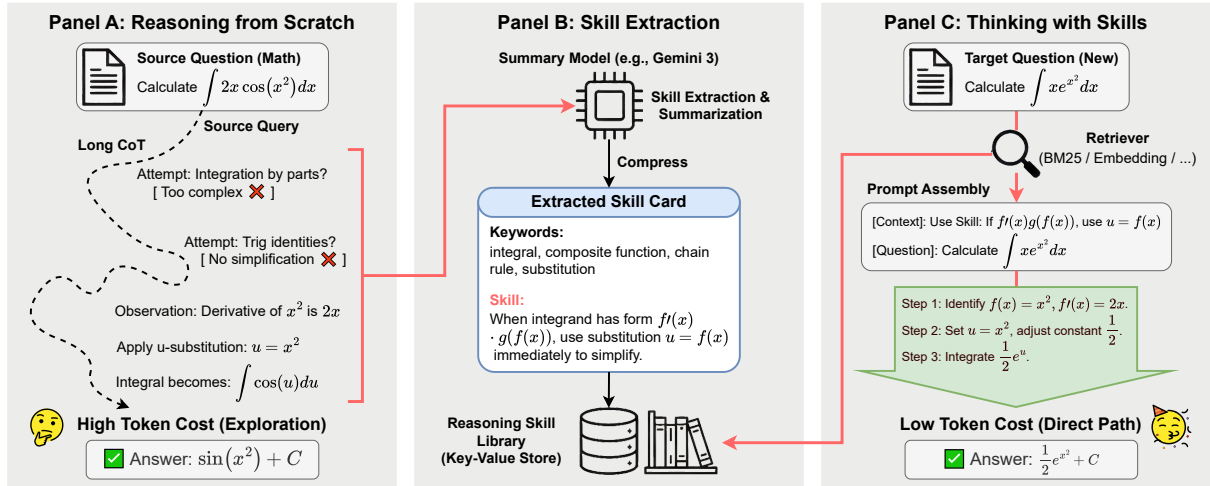 Panel A: Reasoning from Scratch
Source Question (Math)
Calculate ∫ 2x cos(x²)dx
Source Query
Long CoT
Attempt: Integration by parts?
[ Too complex ❌ ]
Attempt: Trig identities?
[ No simplification ❌ ]
Observation: Derivative of x² is 2x
Apply u-substitution: u = x²
Integral becomes: ∫ cos(u)du
High Token Cost (Exploration)
✅ Answer: sin(x²) + C
Panel B: Skill Extraction
Summary Model (e.g., Gemini 3)
Skill Extraction &
Summarization
Compress
Extracted Skill Card
Keywords:
integral, composite function, chain
rule, substitution
Skill:
When integrand has form f′(x)
· g(f(x)), use substitution u = f(x)
immediately to simplify.
Reasoning Skill
Library
(Key-Value Store)
Panel C: Thinking with Skills
Target Question (New)
Calculate ∫ xe^{x²}dx
Retriever
(BM25 / Embedding / ...)
Prompt Assembly
[Context]: Use Skill: If f′(x)g(f(x)), use u = f(x)
[Question]: Calculate ∫ xe^{x²}dx
Step 1: Identify f(x) = x², f′(x) = 2x.
Step 2: Set u = x², adjust constant 1/2.
Step 3: Integrate 1/2 e^u.
Low Token Cost (Direct Path)
✅ Answer: 1/2 e^{x²} + C